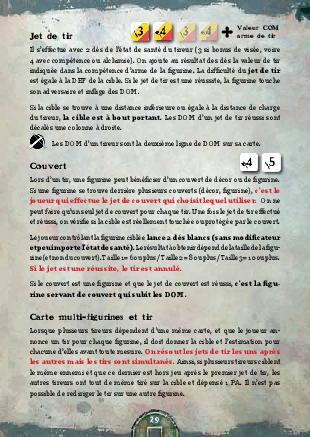 Jet de tir
3 4 3 4 + Valeur COM
arme de tir
Il s'effectue avec 2 dés de l'état de santé du tireur (3 si bonus de visée, voire
4 avec compétence ou alchimie). On ajoute au résultat des dés la valeur de tir
indiquée dans la compétence d'arme de la figurine. La difficulté du jet de tir
est égale à la DEF de la cible. Si le jet de tir est une réussite, la figurine touche
son adversaire et indige des DOM.
Si la cible se trouve à une distance inférieure ou égale à la distance de charge
du tireur, la cible est à bout portant. Les DOM d'un jet de tir réussi sont
décalés une colonne à droite.
Les DOM d'un tireur sont la deuxième ligne de DOM sur sa carte.
Couvert
4 5
Lors d'un tir, une figurine peut bénéficier d'un couvert de décor ou de figurine.
Si une figurine se trouve derrière plusieurs couverts (décor, figurine), c'est le
joueur qui effectue le jet de couvert qui choisit lequel utiliser. On ne
peut faire qu'un seul jet de couvert pour chaque tir. Une fois le jet de tir effectué
et réussi, on vérifie si la cible est réellement touchée ou protégée par le couvert.
Le joueur contrôlant la figurine ciblée lance 2 dés blancs (sans modificateur
et peu importe l'état de santé). Le résultat à obtenir dépend de la taille de la figu-
rine (et non du couvert). Taille 1= 6 ou plus / Taille 2= 8 ou plus / Taille 3= 10 ou plus.
Si le jet est une réussite, le tir est annulé.
Si le couvert est une figurine et que le jet de couvert est réussi, c'est la figu-
rine servant de couvert qui subit les DOM.
Carte multi-figurines et tir
Lorsque plusieurs tireurs dépendent d'une même carte, et que le joueur an-
nonce un tir pour chaque figurine, il doit donner la cible et l'estimation pour
chacune d'elles avant toute mesure. On résout les jets de tir les uns après
les autres mais les tirs sont simultanés. Ainsi, si plusieurs tireurs ciblent
le même ennemi et que ce dernier est hors jeu après le premier jet de tir, les
autres tireurs ont tout de même tiré sur la cible et dépensé 1 PA. Il n'est pas
possible de rediriger le tir sur une autre figurine.
29